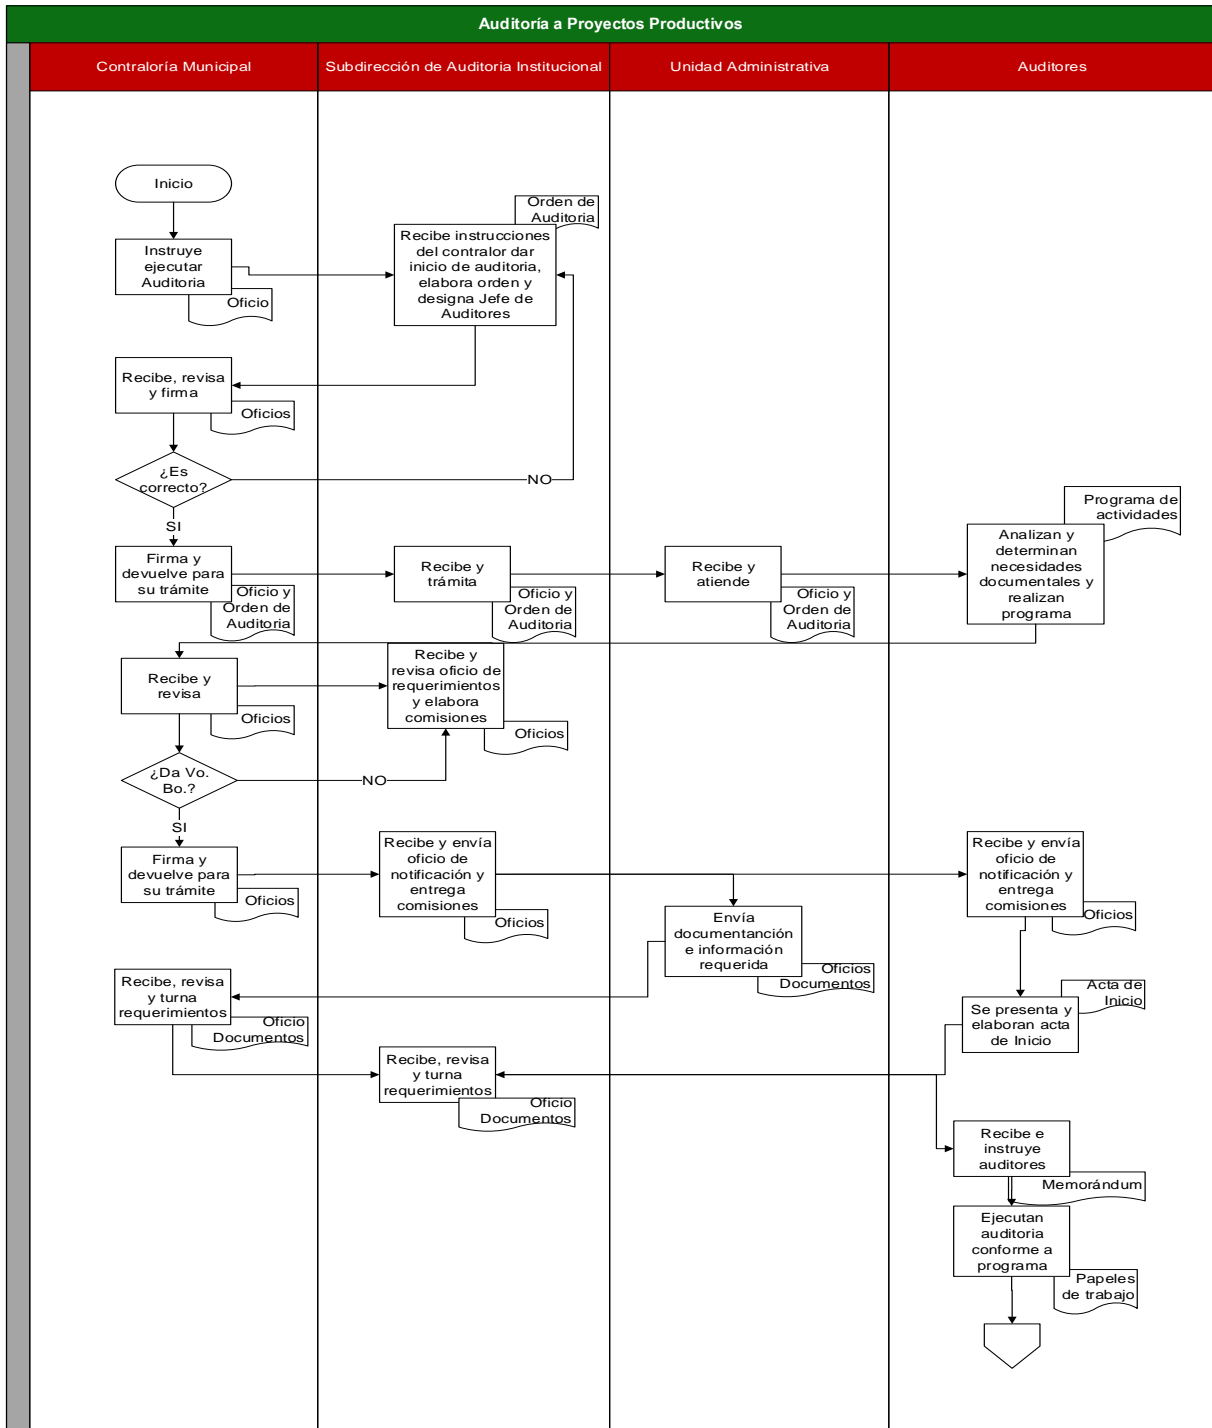 Auditoría a Proyectos Productivos
Contraloría Municipal
Subdirección de Auditoria Institucional
Unidad Administrativa
Auditores
Inicio
Orden de
Auditoria
Instruye
ejecutar
Auditoria
Oficio
Recibe instrucciones
del contralor dar
inicio de auditoria,
elabora orden y
designa Jefe de
Auditores
Recibe, revisa
y firma
Oficios
¿Es
correcto?
NO
SI
Firma y
devuelve para
su trámite
Oficio y
Orden de
Auditoria
Recibe y
trámita
Oficio y
Orden de
Auditoria
Recibe y
atiende
Oficio y
Orden de
Auditoria
Programa de
actividades
Analizan y
determinan
necesidades
documentales y
realizan
programa
Recibe y
revisa
Oficios
Recibe y
revisa oficio de
requerimientos
y elabora
comisiones
Oficios
¿Da Vo.
Bo.?
NO
SI
Firma y
devuelve para
su trámite
Oficios
Recibe y envía
oficio de
notificación y
entrega
comisiones
Oficios
Envía
documentanción
e información
requerida
Oficios
Documentos
Recibe y envía
oficio de
notificación y
entrega
comisiones
Oficios
Recibe, revisa
y turna
requerimientos
Oficio
Documentos
Acta de
Inicio
Se presenta y
elaboran acta
de Inicio
Recibe, revisa
y turna
requerimientos
Oficio
Documentos
Recibe e
instruye
auditores
Memorándum
Ejecutan
auditoria
conforme a
programa
Papeles
de trabajo